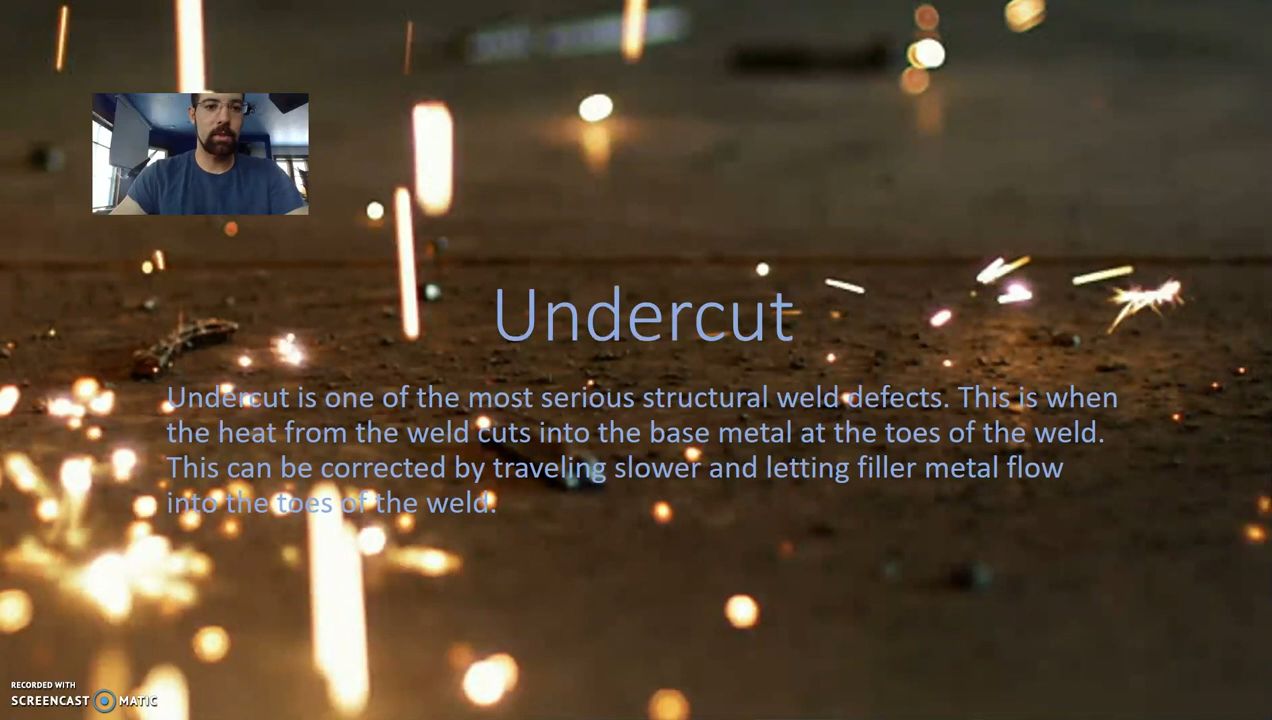 Undercut
Undercut is one of the most serious structural weld defects. This is when
the heat from the weld cuts into the base metal at the toes of the weld.
This can be corrected by traveling slower and letting filler metal flow
into the toes of the weld.
RECORDED WITH
SCREENCAST MATIC